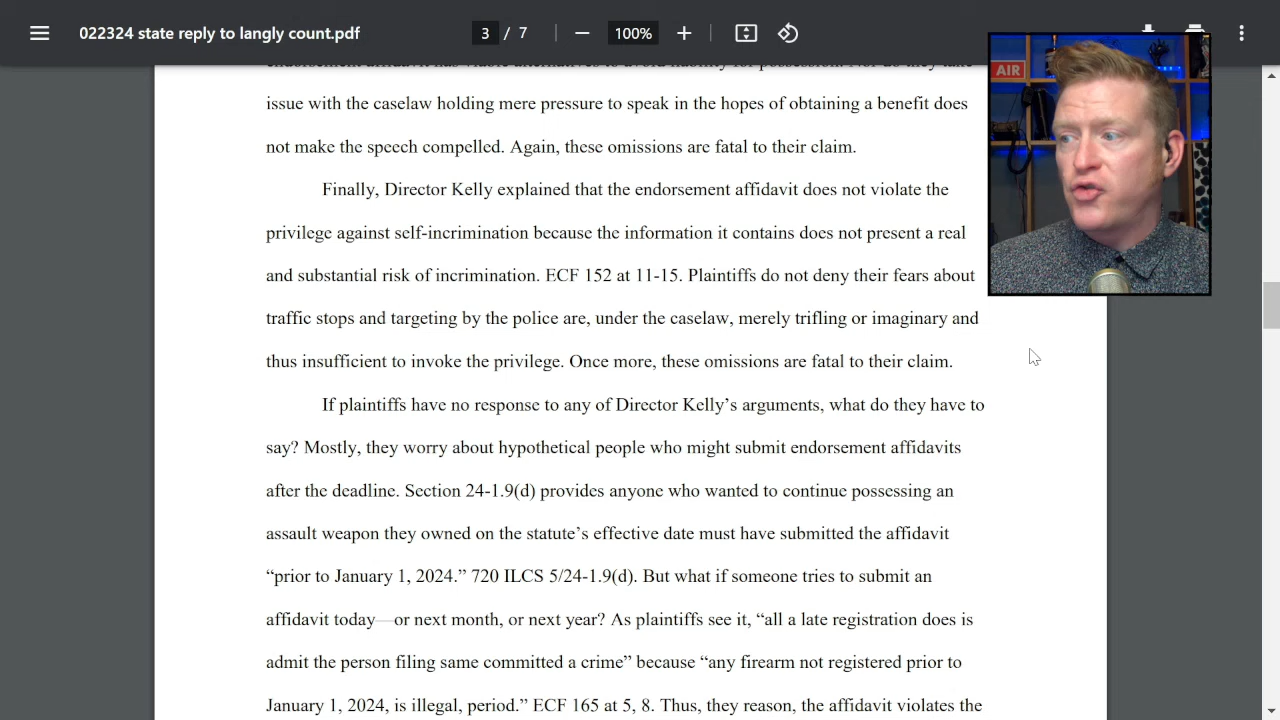 022324 state reply to langly count.pdf
3 / 7
100%
AIR
issue with the caselaw holding mere pressure to speak in the hopes of obtaining a benefit does
not make the speech compelled. Again, these omissions are fatal to their claim.
Finally, Director Kelly explained that the endorsement affidavit does not violate the
privilege against self-incrimination because the information it contains does not present a real
and substantial risk of incrimination. ECF 152 at 11-15. Plaintiffs do not deny their fears about
traffic stops and targeting by the police are, under the caselaw, merely trifling or imaginary and
thus insufficient to invoke the privilege. Once more, these omissions are fatal to their claim.
If plaintiffs have no response to any of Director Kelly’s arguments, what do they have to
say? Mostly, they worry about hypothetical people who might submit endorsement affidavits
after the deadline. Section 24-1.9(d) provides anyone who wanted to continue possessing an
assault weapon they owned on the statute’s effective date must have submitted the affidavit
“prior to January 1, 2024.” 720 ILCS 5/24-1.9(d). But what if someone tries to submit an
affidavit today—or next month, or next year? As plaintiffs see it, “all a late registration does is
admit the person filing same committed a crime” because “any firearm not registered prior to
January 1, 2024, is illegal, period.” ECF 165 at 5, 8. Thus, they reason, the affidavit violates the